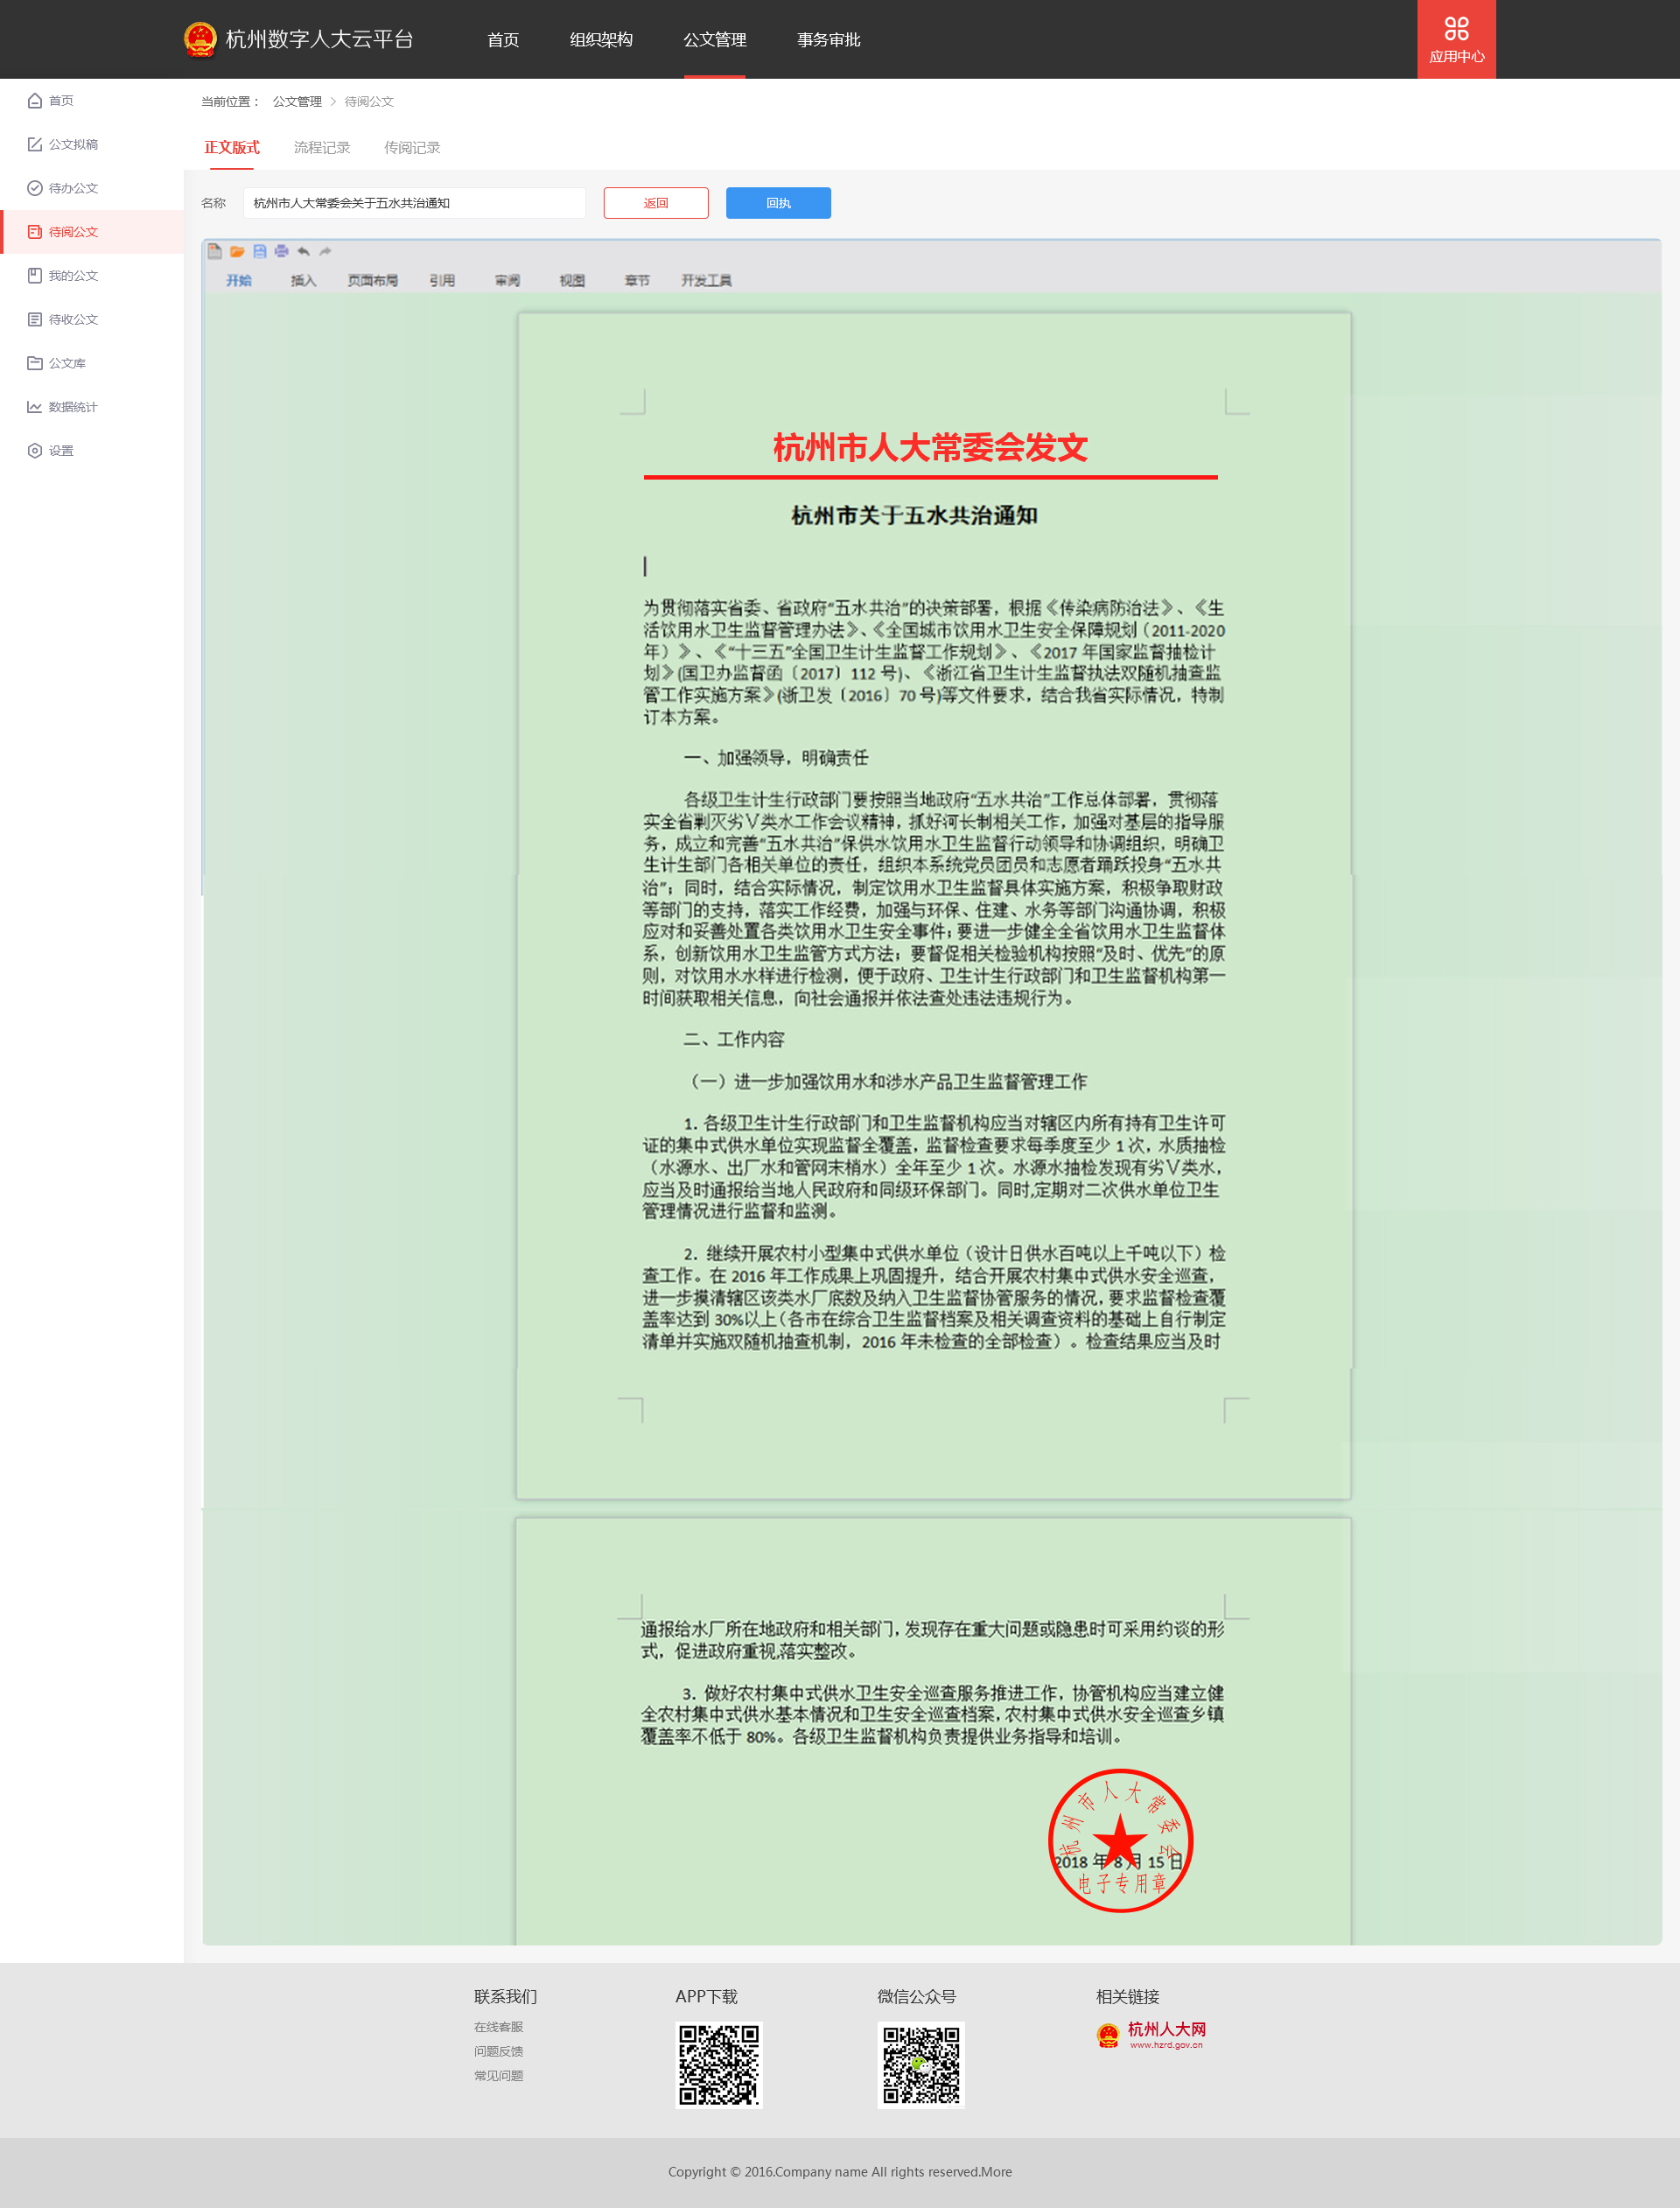 杭州数字人大云平台
首页 组织架构 公文管理 事务审批
应用中心
首页
公文拟稿
待办公文
待阅公文
我的公文
待收公文
公文库
数据统计
设置
当前位置： 公文管理 > 待阅公文
正文版式 流程记录 传阅记录
名称 杭州市人大常委会关于五水共治通知 返回 回执
开始 插入 页面布局 引用 审阅 视图 章节 开发工具
杭州市人大常委会发文
杭州市关于五水共治通知
为贯彻落实省委、省政府“五水共治”的决策部署，根据《传染病防治法》、《生
活饮用水卫生监督管理办法》、《全国城市饮用水卫生安全保障规划（2011-2020
年）》、《“十三五”全国卫生计生监督工作规划》、《2017 年国家监督抽检计
划》(国卫办监督函〔2017〕112 号)、《浙江省卫生计生监督执法双随机抽查监
管工作实施方案》(浙卫发〔2016〕70 号)等文件要求，结合我省实际情况，特制
订本方案。
一、加强领导，明确责任
各级卫生计生行政部门要按照当地政府“五水共治”工作总体部署，贯彻落
实全省剿灭劣Ⅴ类水工作会议精神，抓好河长制相关工作，加强对基层的指导服
务，成立和完善“五水共治”保供水饮用水卫生监督行动领导和协调组织，明确卫
生计生部门各相关单位的责任，组织本系统党员团员和志愿者踊跃投身“五水共
治”；同时，结合实际情况，制定饮用水卫生监督具体实施方案，积极争取财政
等部门的支持，落实工作经费，加强与环保、住建、水务等部门沟通协调，积极
应对和妥善处置各类饮用水卫生安全事件；要进一步健全全省饮用水卫生监督体
系，创新饮用水卫生监管方式方法；要督促相关检验机构按照“及时、优先”的原
则，对饮用水水样进行检测，便于政府、卫生计生行政部门和卫生监督机构第一
时间获取相关信息，向社会通报并依法查处违法违规行为。
二、工作内容
（一）进一步加强饮用水和涉水产品卫生监督管理工作
1. 各级卫生计生行政部门和卫生监督机构应当对辖区内所有持有卫生许可
证的集中式供水单位实现监督全覆盖，监督检查要求每季度至少 1 次，水质抽检
（水源水、出厂水和管网末梢水）全年至少 1 次。水源水抽检发现有劣Ⅴ类水，
应当及时通报给当地人民政府和同级环保部门。同时,定期对二次供水单位卫生
管理情况进行监督和监测。
2. 继续开展农村小型集中式供水单位（设计日供水百吨以上千吨以下）检
查工作。在 2016 年工作成果上巩固提升，结合开展农村集中式供水安全巡查，
进一步摸清辖区该类水厂底数及纳入卫生监督协管服务的情况，要求监督检查覆
盖率达到 30%以上（各市在综合卫生监督档案及相关调查资料的基础上自行制定
清单并实施双随机抽查机制，2016 年未检查的全部检查）。检查结果应当及时
通报给水厂所在地政府和相关部门，发现存在重大问题或隐患时可采用约谈的形
式，促进政府重视,落实整改。
3. 做好农村集中式供水卫生安全巡查服务推进工作，协管机构应当建立健
全农村集中式供水基本情况和卫生安全巡查档案，农村集中式供水安全巡查乡镇
覆盖率不低于 80%。各级卫生监督机构负责提供业务指导和培训。
杭州市人大常委会
2018 年 8 月 15 日
电子专用章
联系我们 APP下载 微信公众号 相关链接
在线客服
问题反馈
常见问题
杭州人大网
www.hzrd.gov.cn
Copyright © 2016.Company name All rights reserved.More